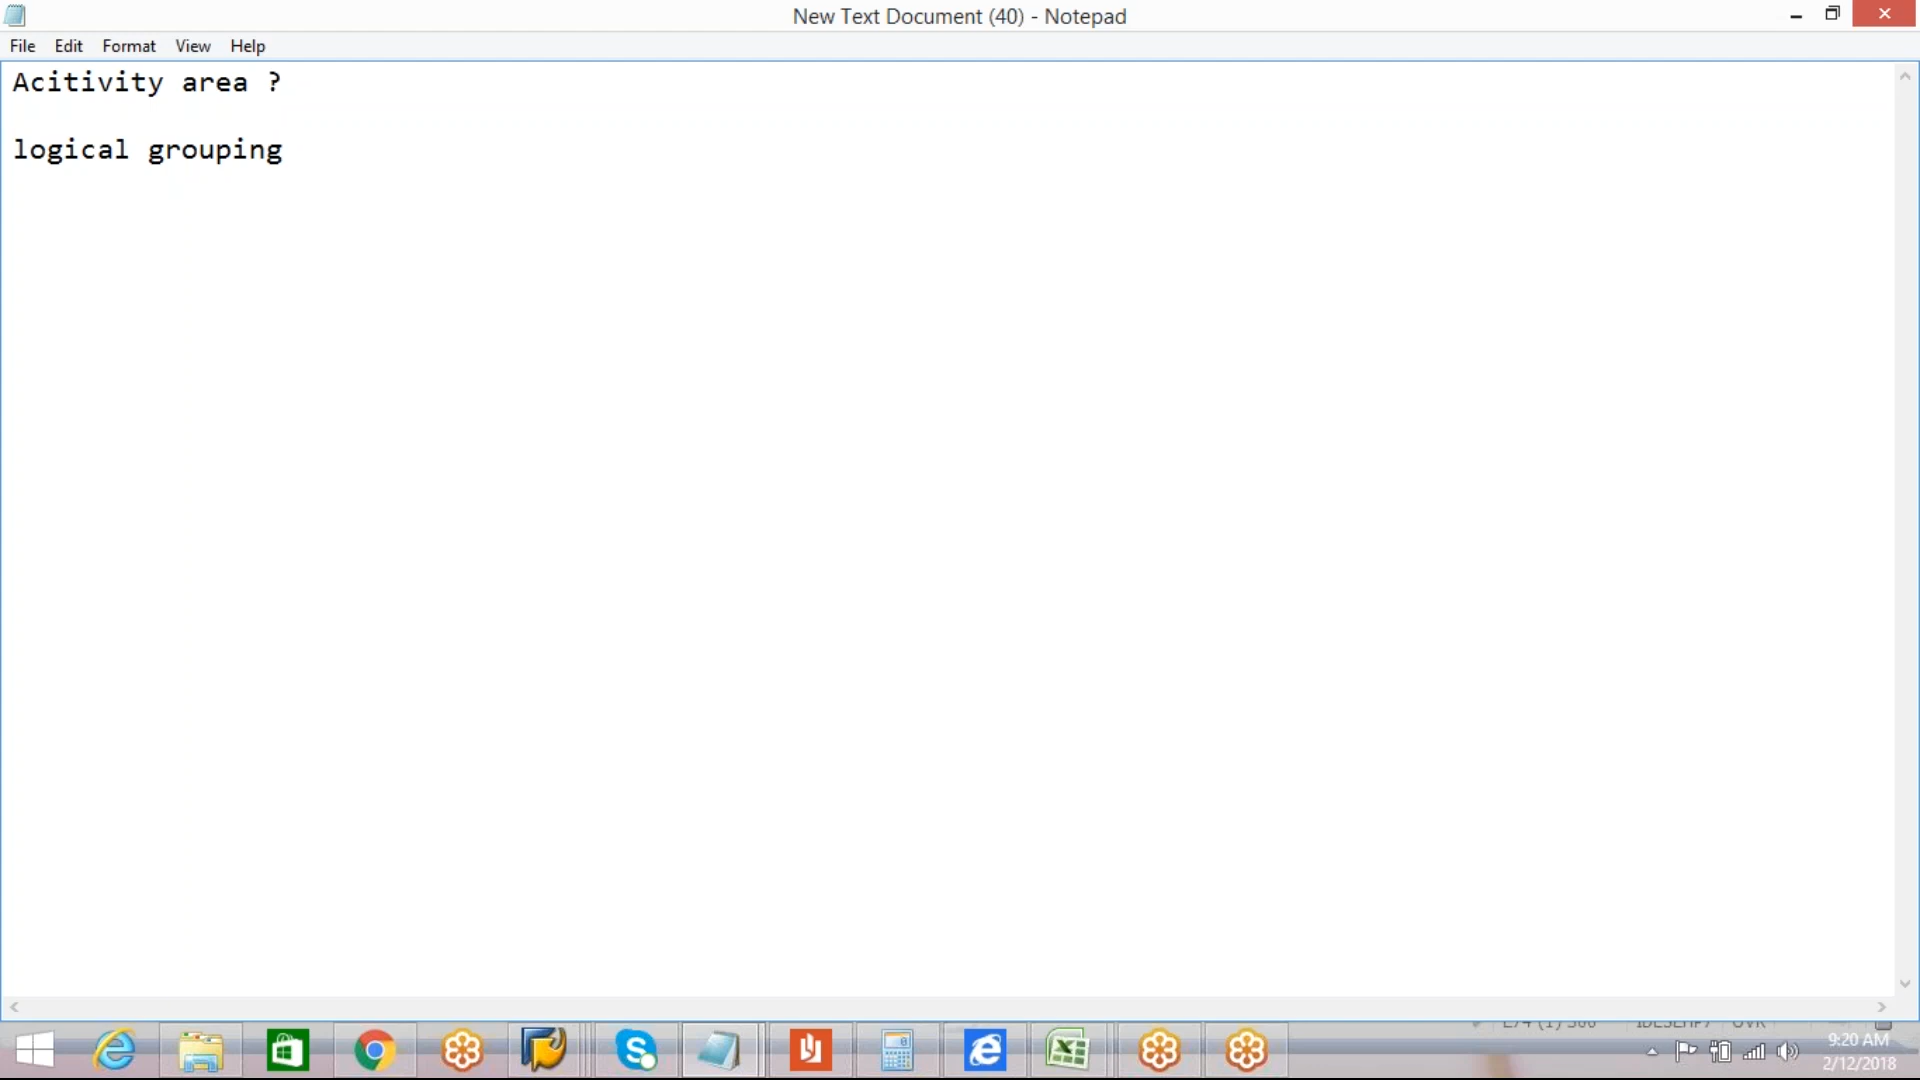 New Text Document (40) - Notepad
File Edit Format View Help
Acitivity area ?
logical grouping
9:20 AM
2/12/2018